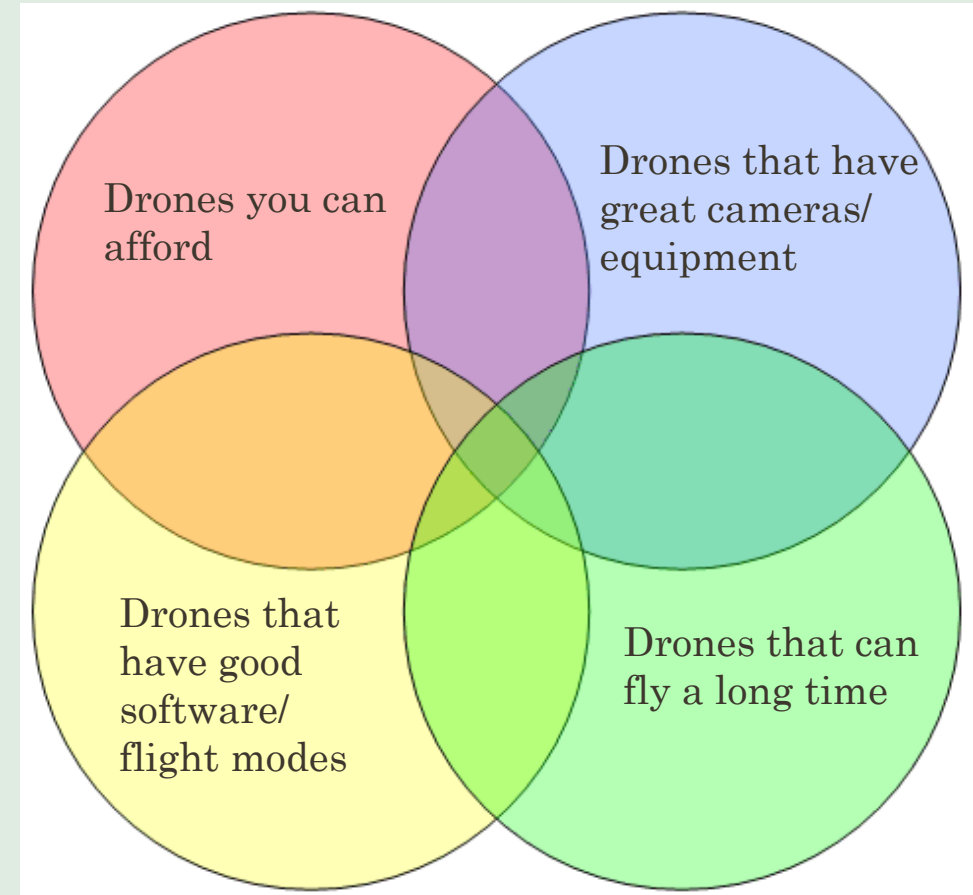 Drones you can
afford
Drones that have
great cameras/
equipment
Drones that
have good
software/
flight modes
Drones that can
fly a long time